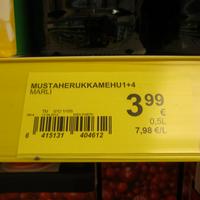 MUSTAHERUKKAMEHU1+4
MARLI
3 99
€
0,5L
7,98 €/L
6 415131 404612